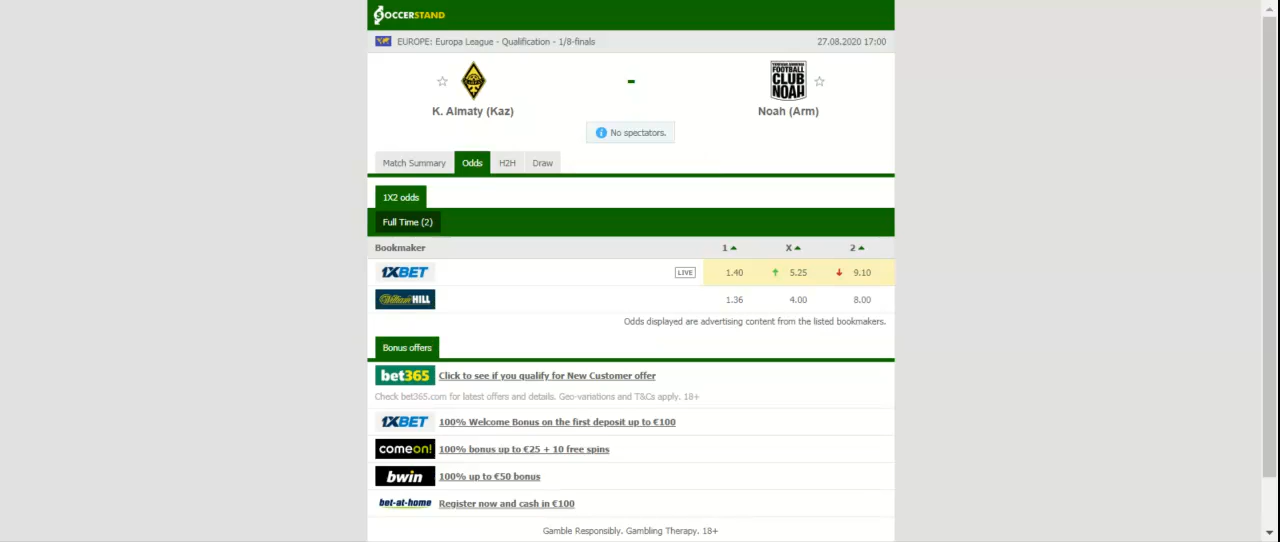 SOCCERSTAND
EUROPE: Europa League - Qualification - 1/8-finals 27.08.2020 17:00
-
FOOTBALL CLUB NOAH
K. Almaty (Kaz) Noah (Arm)
No spectators.
Match Summary Odds H2H Draw
1X2 odds
Full Time (2)
Bookmaker 1 X 2
1XBET LIVE 1.40 5.25 9.10
William HILL 1.36 4.00 8.00
Odds displayed are advertising content from the listed bookmakers.
Bonus offers
bet365 Click to see if you qualify for New Customer offer
Check bet365.com for latest offers and details. Geo-variations and T&Cs apply. 18+
1XBET 100% Welcome Bonus on the first deposit up to €100
comeon! 100% bonus up to €25 + 10 free spins
bwin 100% up to €50 bonus
bet-at-home Register now and cash in €100
Gamble Responsibly. Gambling Therapy. 18+